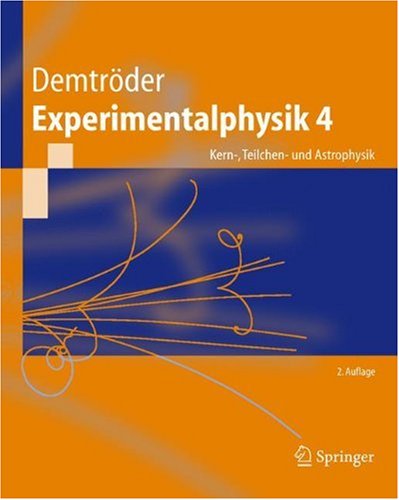 Demtröder
Experimentalphysik 4
Kern-, Teilchen- und Astrophysik
2. Auflage
Springer